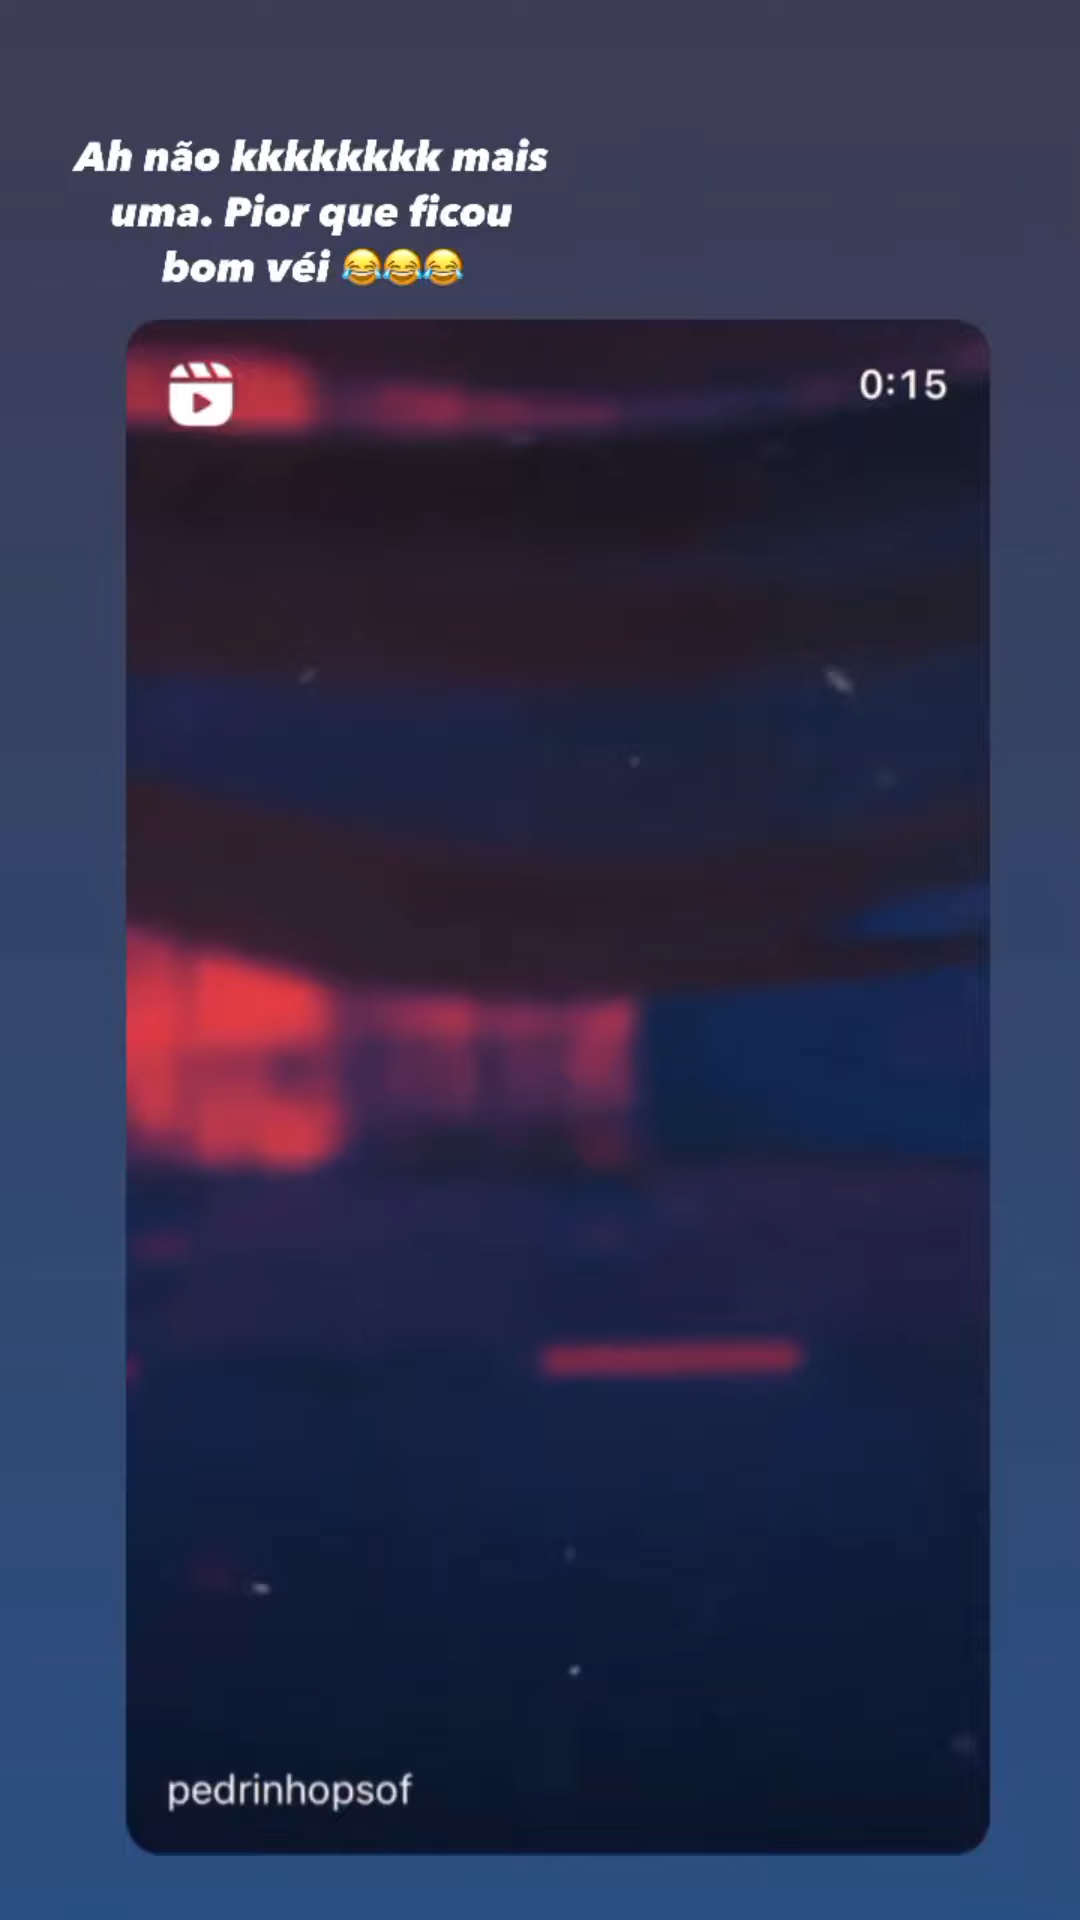 Ah não kkkkkkkk mais
uma. Pior que ficou
bom véi 😂😂😂
0:15
pedrinhopsof